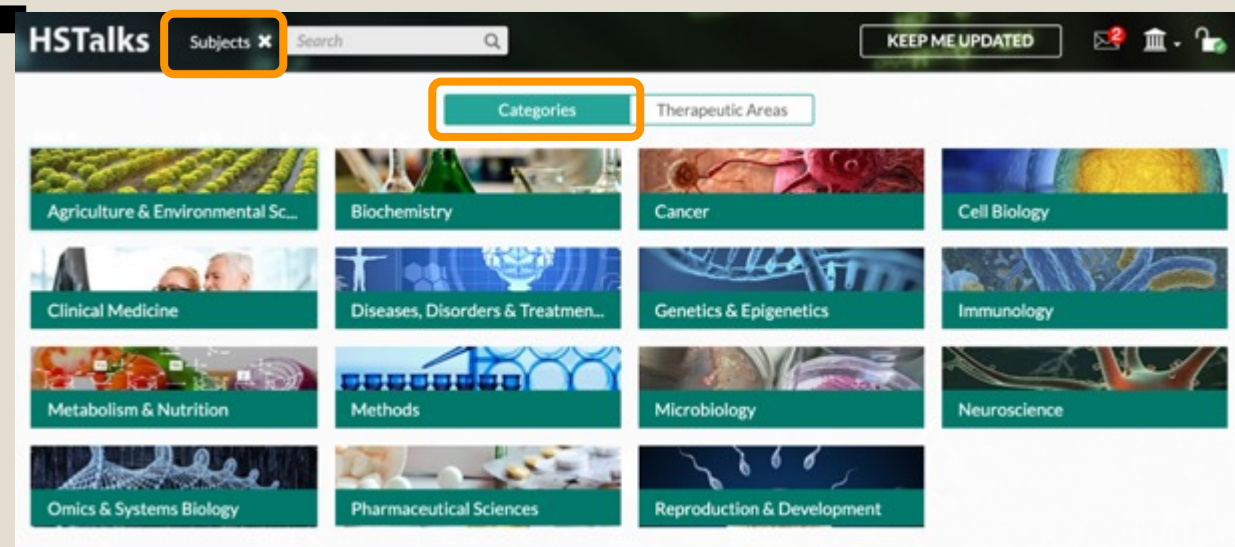 HSTalks Subjects ✖ Search KEEP ME UPDATED 2
Categories Therapeutic Areas
Agriculture & Environmental Sc... Biochemistry Cancer Cell Biology
Clinical Medicine Diseases, Disorders & Treatmen... Genetics & Epigenetics Immunology
Metabolism & Nutrition Methods Microbiology Neuroscience
Omics & Systems Biology Pharmaceutical Sciences Reproduction & Development